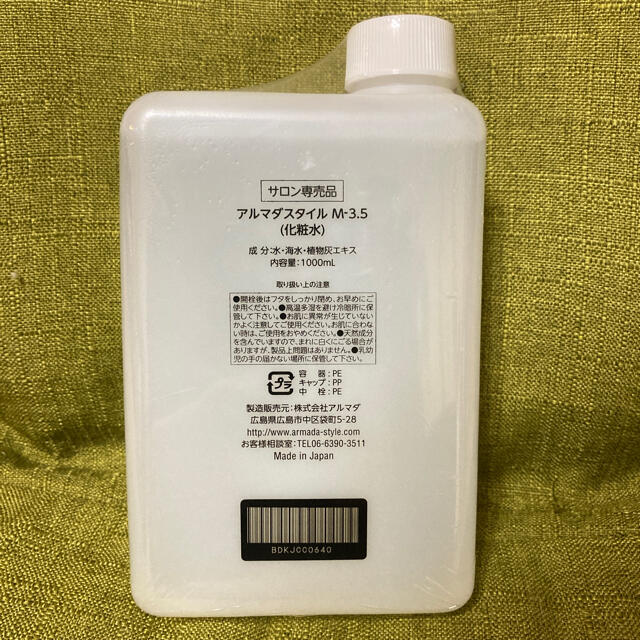 サロン専売品
アルマダスタイル M-3.5
(化粧水)
成 分:水・海水・植物灰エキス
内容量:1000mL
取り扱い上の注意
●開栓後はフタをしっかり閉め、お早めにご
使用ください。●高温多湿を避け冷暗所に保
管して下さい。●お肌に異常が生じていない
かよく注意してご使用ください。お肌に合わな
い時は、ご使用をおやめください。●天然成分
を含んでいますので、まれに白くにごる場合が
ありますが、製品上問題はありません。●乳幼
児の手の届かない場所に保管して下さい。
プラ
容 器:PE
キャップ:PP
中 栓:PE
製造販売元:株式会社アルマダ
広島県広島市中区袋町5-28
http://www.armada-style.com
お客様相談室:TEL06-6390-3511
Made in Japan
BDKJCC0640